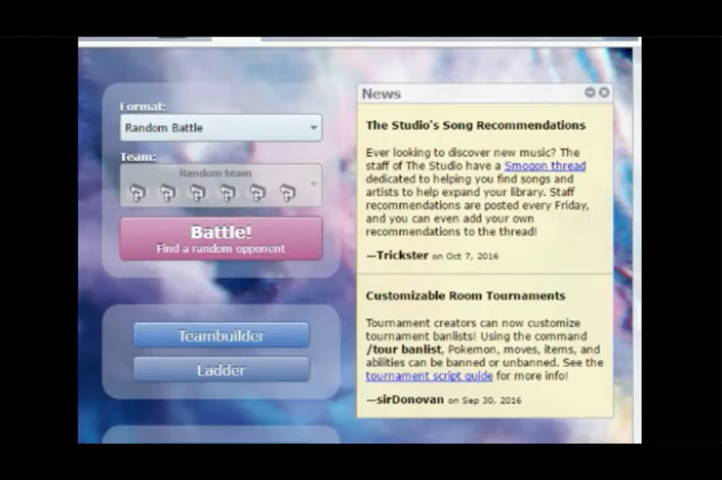 Format:
Random Battle
Team:
Random team
Battle!
Find a random opponent
Teambuilder
Ladder
News
The Studio's Song Recommendations
Ever looking to discover new music? The
staff of The Studio have a Smogon thread
dedicated to helping you find songs and
artists to help expand your library. Staff
recommendations are posted every Friday,
and you can even add your own
recommendations to the thread!
—Trickster on Oct 7, 2016
Customizable Room Tournaments
Tournament creators can now customize
tournament banlists! Using the command
/tour banlist, Pokemon, moves, items, and
abilities can be banned or unbanned. See the
tournament script guide for more info!
—sirDonovan on Sep 30, 2016